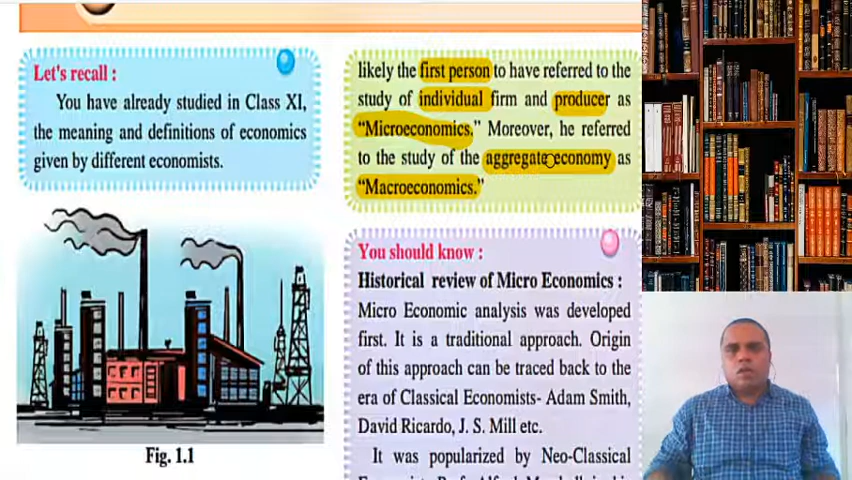 Let's recall :
You have already studied in Class XI,
the meaning and definitions of economics
given by different economists.
Fig. 1.1
likely the first person to have referred to the
study of individual firm and producer as
“Microeconomics.” Moreover, he referred
to the study of the aggregate economy as
“Macroeconomics.”
You should know :
Historical review of Micro Economics :
Micro Economic analysis was developed
first. It is a traditional approach. Origin
of this approach can be traced back to the
era of Classical Economists- Adam Smith,
David Ricardo, J. S. Mill etc.
It was popularized by Neo-Classical